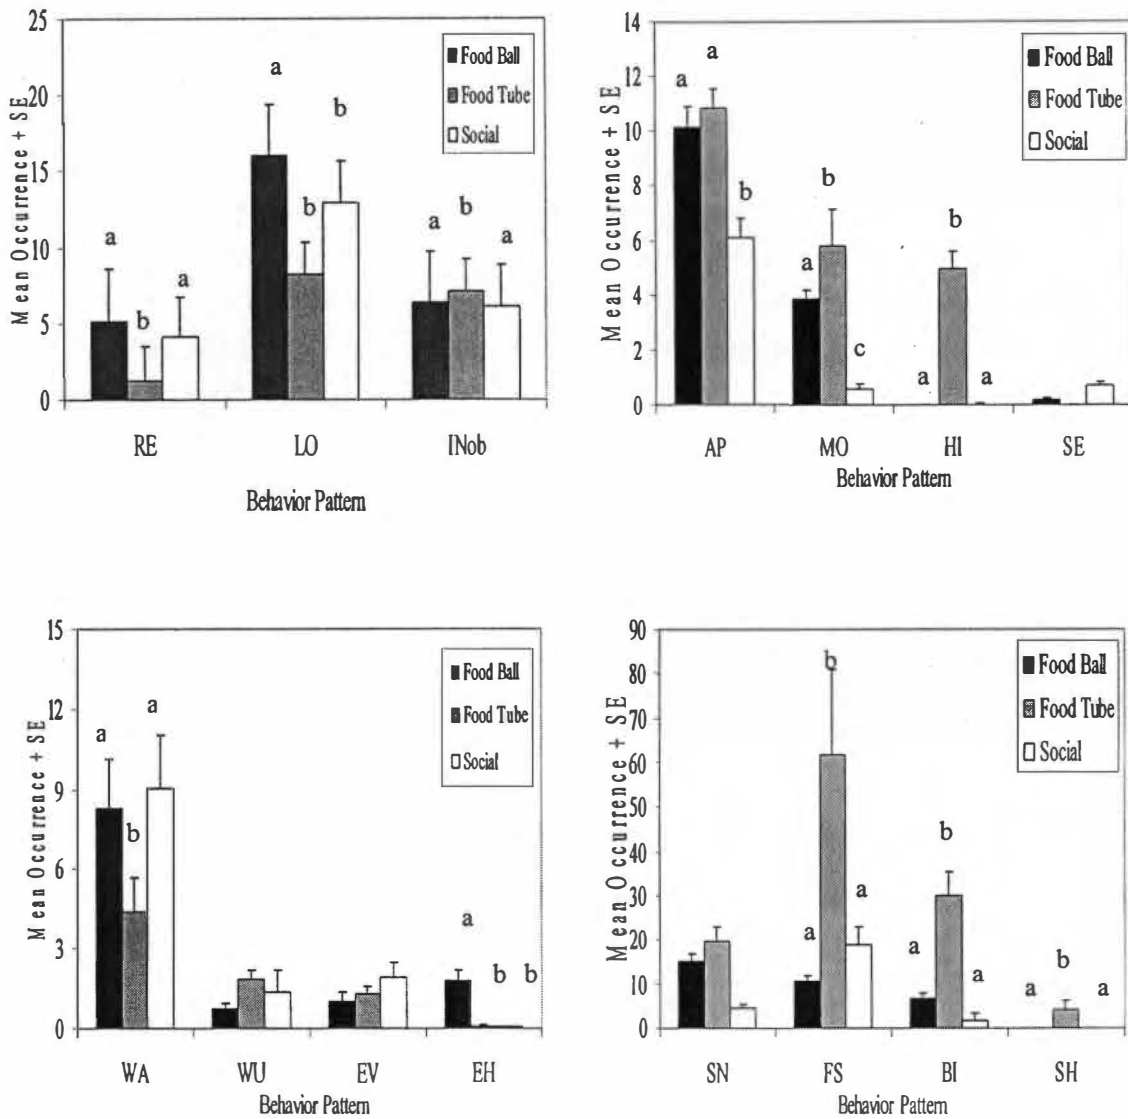 25
20
15
10
5
0
Mean Occurrence + SE
Food Ball
Food Tube
Social
a
b
a
a
b
b
a
b
a
RE LO INob
Behavior Pattern
14
12
10
8
6
4
2
0
Mean Occurrence + SE
Food Ball
Food Tube
Social
a
a
b
a
b
c
a
b
a
AP MO HI SE
Behavior Pattern
15
12
9
6
3
0
Mean Occurrence + SE
Food Ball
Food Tube
Social
a
b
a
a
b
b
WA WU EV EH
Behavior Pattern
90
80
70
60
50
40
30
20
10
0
Mean Occurrence + SE
Food Ball
Food Tube
Social
a
b
a
a
b
a
a
b
a
SN FS BI SH
Behavior Pattern